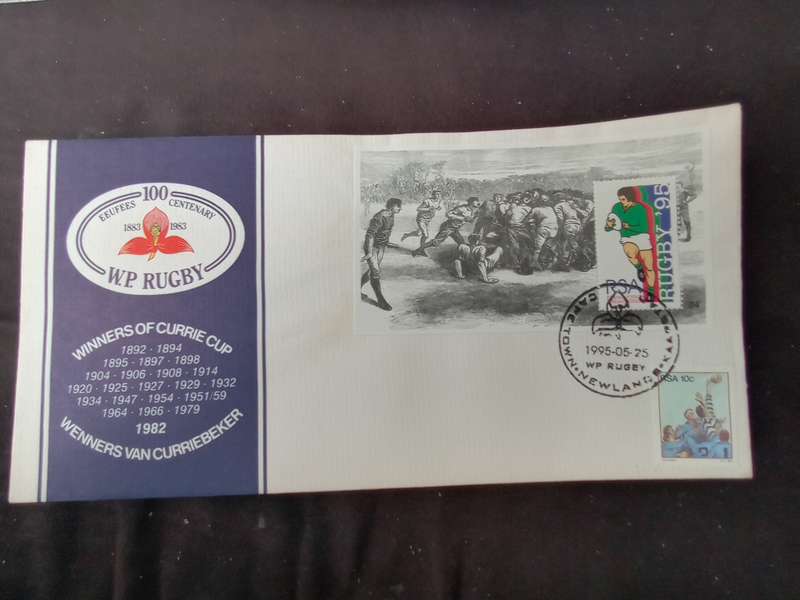 100
EEUFEES CENTENARY
1883 1983
W.P RUGBY
WINNERS OF CURRIE CUP
1892 · 1894
1895 · 1897 · 1898
1904 · 1906 · 1908 · 1914
1920 · 1925 · 1927 · 1929 · 1932
1934 · 1947 · 1954 · 1951/59
1964 · 1966 · 1979
1982
WENNERS VAN CURRIEBEKER
RSA
RUGBY '95
CAPE TOWN
1995-05-25
WP RUGBY
NEWLANDS
RSA 10c